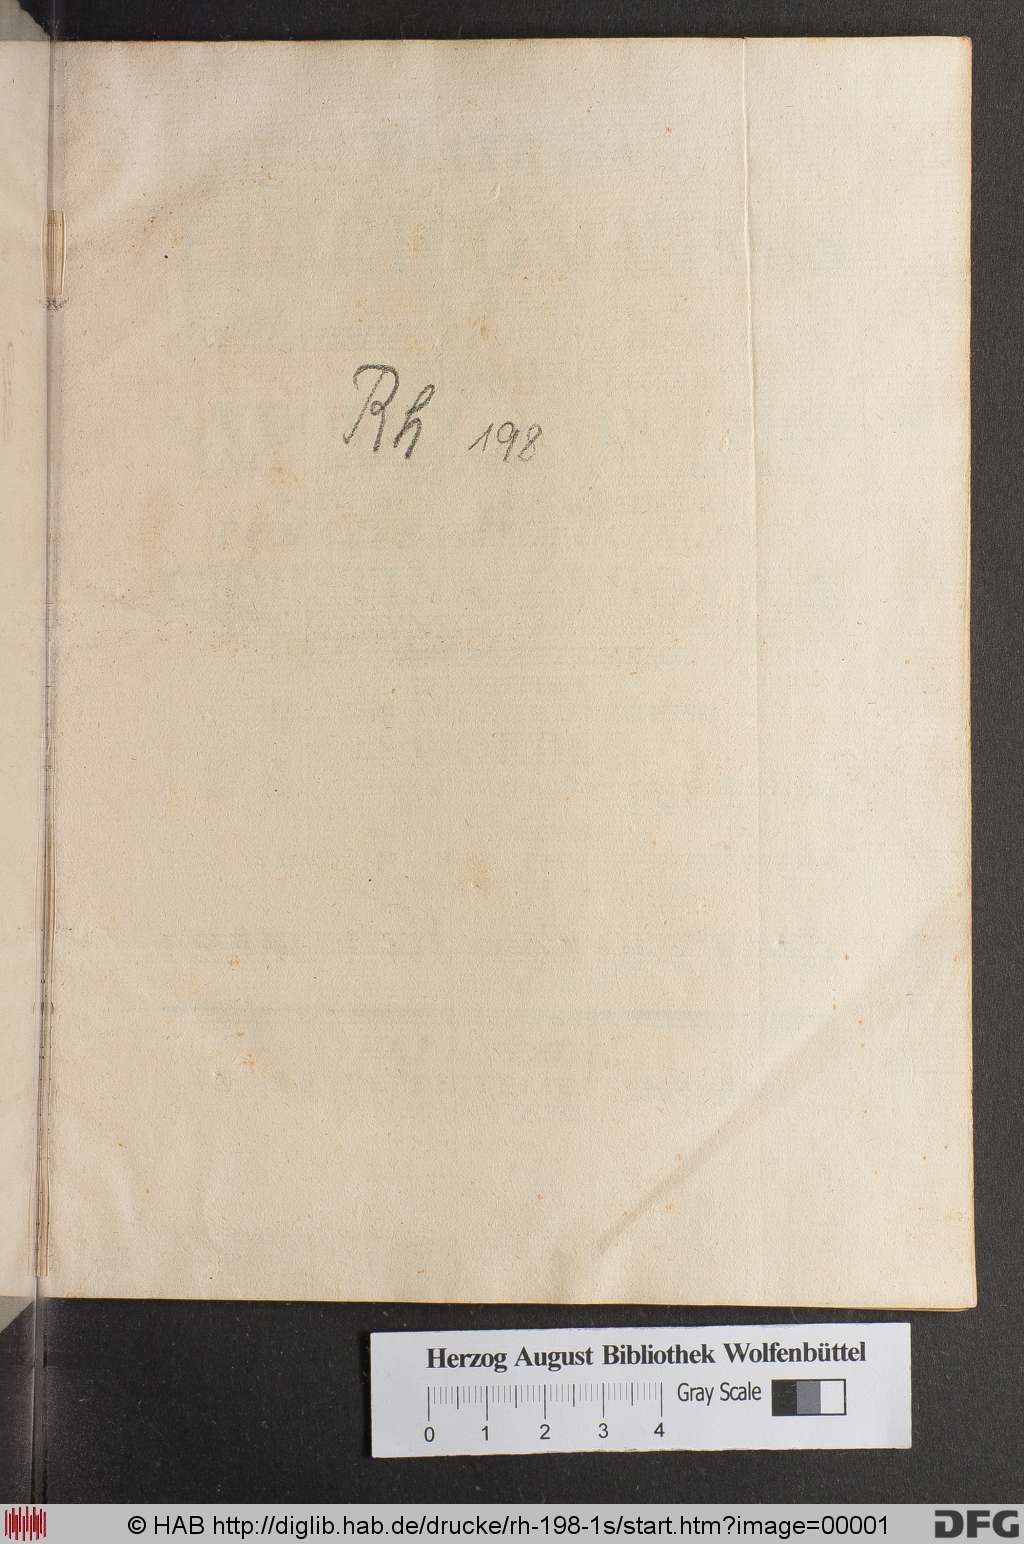 Rh 198
Herzog August Bibliothek Wolfenbüttel
Gray Scale
0 1 2 3 4
© HAB http://diglib.hab.de/drucke/rh-198-1s/start.htm?image=00001
DFG